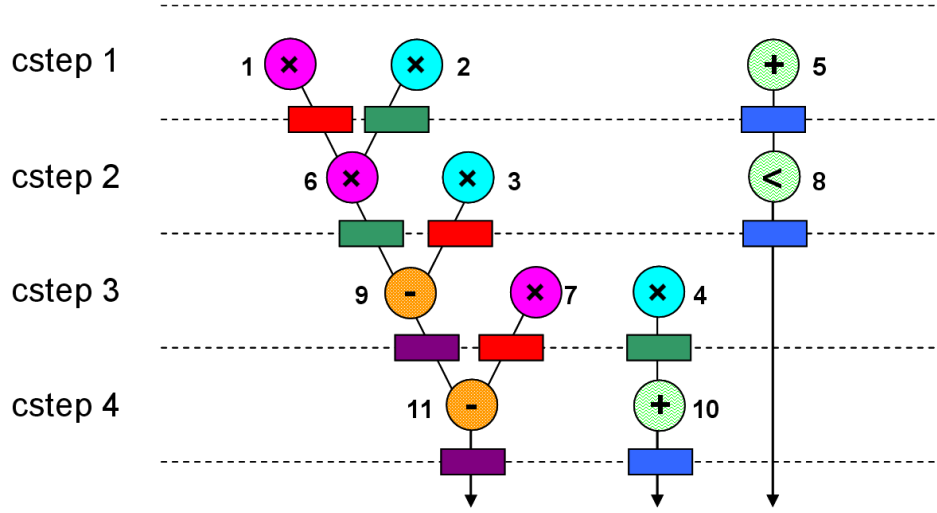 cstep 1
1 × × 2 + 5
cstep 2
6 × × 3 < 8
cstep 3
9 - × 7 × 4
cstep 4
11 - + 10